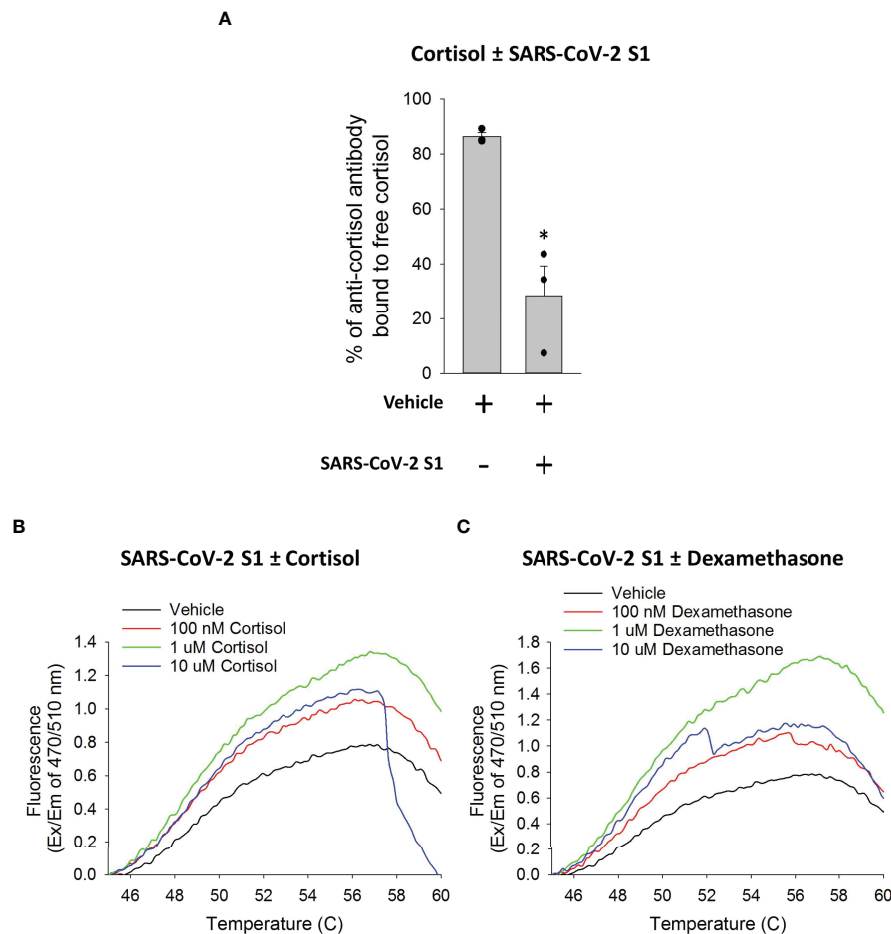 A
Cortisol ± SARS-CoV-2 S1
% of anti-cortisol antibody
bound to free cortisol
100
80
60
40
20
0
*
Vehicle + +
SARS-CoV-2 S1 - +
B
SARS-CoV-2 S1 ± Cortisol
Vehicle
100 nM Cortisol
1 uM Cortisol
10 uM Cortisol
Fluorescence
(Ex/Em of 470/510 nm)
1.4
1.2
1.0
0.8
0.6
0.4
0.2
0.0
46 48 50 52 54 56 58 60
Temperature (C)
C
SARS-CoV-2 S1 ± Dexamethasone
Vehicle
100 nM Dexamethasone
1 uM Dexamethasone
10 uM Dexamethasone
Fluorescence
(Ex/Em of 470/510 nm)
1.8
1.6
1.4
1.2
1.0
0.8
0.6
0.4
0.2
0.0
46 48 50 52 54 56 58 60
Temperature (C)